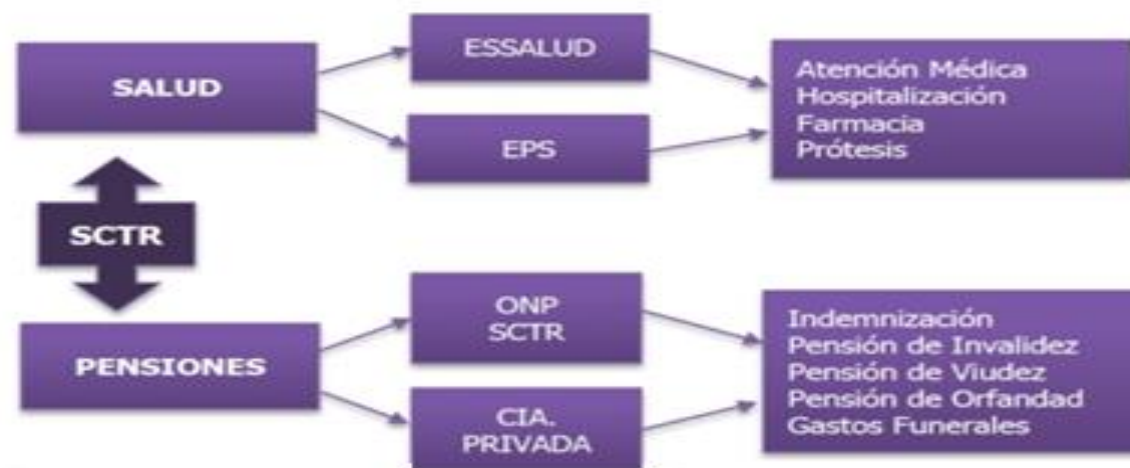 SALUD
ESSALUD
EPS
Atención Médica
Hospitalización
Farmacia
Prótesis
SCTR
PENSIONES
ONP
SCTR
CIA.
PRIVADA
Indemnización
Pensión de Invalidez
Pensión de Viudez
Pensión de Orfandad
Gastos Funerales